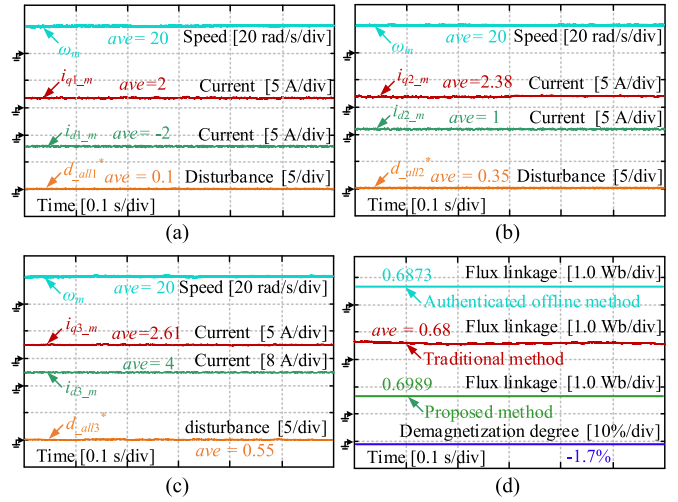 ave = 20 Speed [20 rad/s/div]
ω_m
i_q1_m ave=2 Current [5 A/div]
i_d1_m ave= -2 Current [5 A/div]
d_all1* ave = 0.1 Disturbance [5/div]
Time [0.1 s/div]
(a)
ave = 20 Speed [20 rad/s/div]
ω_m
i_q2_m ave=2.38 Current [5 A/div]
i_d2_m ave= 1 Current [5 A/div]
d_all2* ave = 0.35 Disturbance [5/div]
Time [0.1 s/div]
(b)
ave = 20 Speed [20 rad/s/div]
ω_m
i_q3_m ave=2.61 Current [5 A/div]
ave= 4 Current [8 A/div]
i_d3_m
d_all3* disturbance [5/div]
Time [0.1 s/div] ave = 0.55
(c)
0.6873 Flux linkage [1.0 Wb/div]
Authenticated offline method
ave = 0.68 Flux linkage [1.0 Wb/div]
Traditional method
0.6989 Flux linkage [1.0 Wb/div]
Proposed method
Demagnetization degree [10%/div]
Time [0.1 s/div] -1.7%
(d)